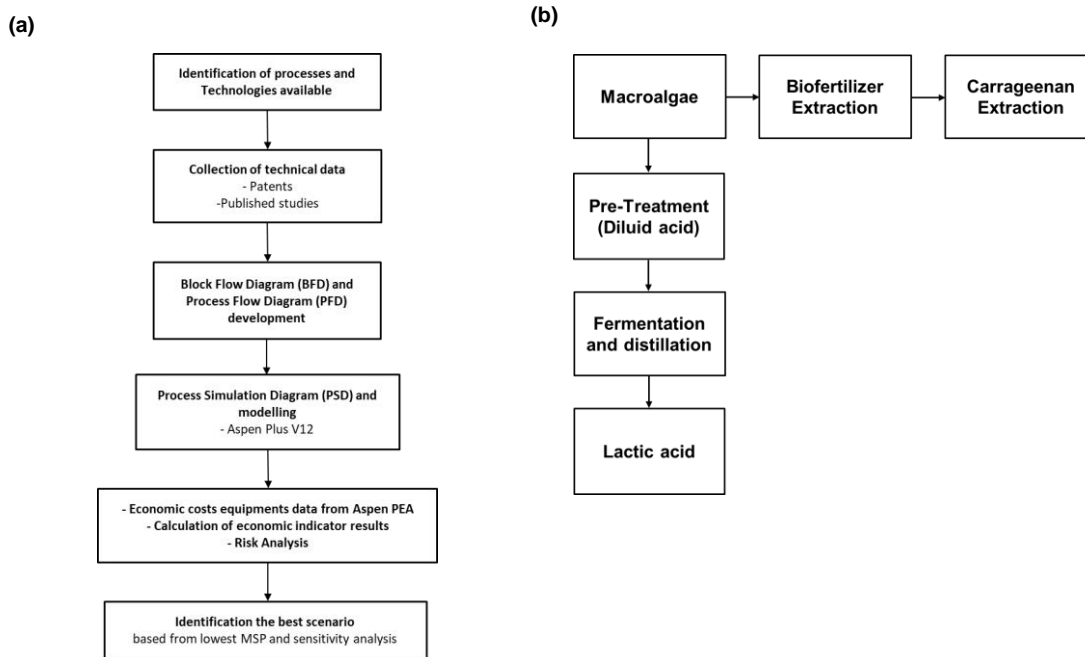 (a)
Identification of processes and
Technologies available
Collection of technical data
- Patents
-Published studies
Block Flow Diagram (BFD) and
Process Flow Diagram (PFD)
development
Process Simulation Diagram (PSD) and
modelling
- Aspen Plus V12
- Economic costs equipments data from Aspen PEA
- Calculation of economic indicator results
- Risk Analysis
Identification the best scenario
based from lowest MSP and sensitivity analysis
(b)
Macroalgae
Biofertilizer
Extraction
Carrageenan
Extraction
Pre-Treatment
(Diluid acid)
Fermentation
and distillation
Lactic acid